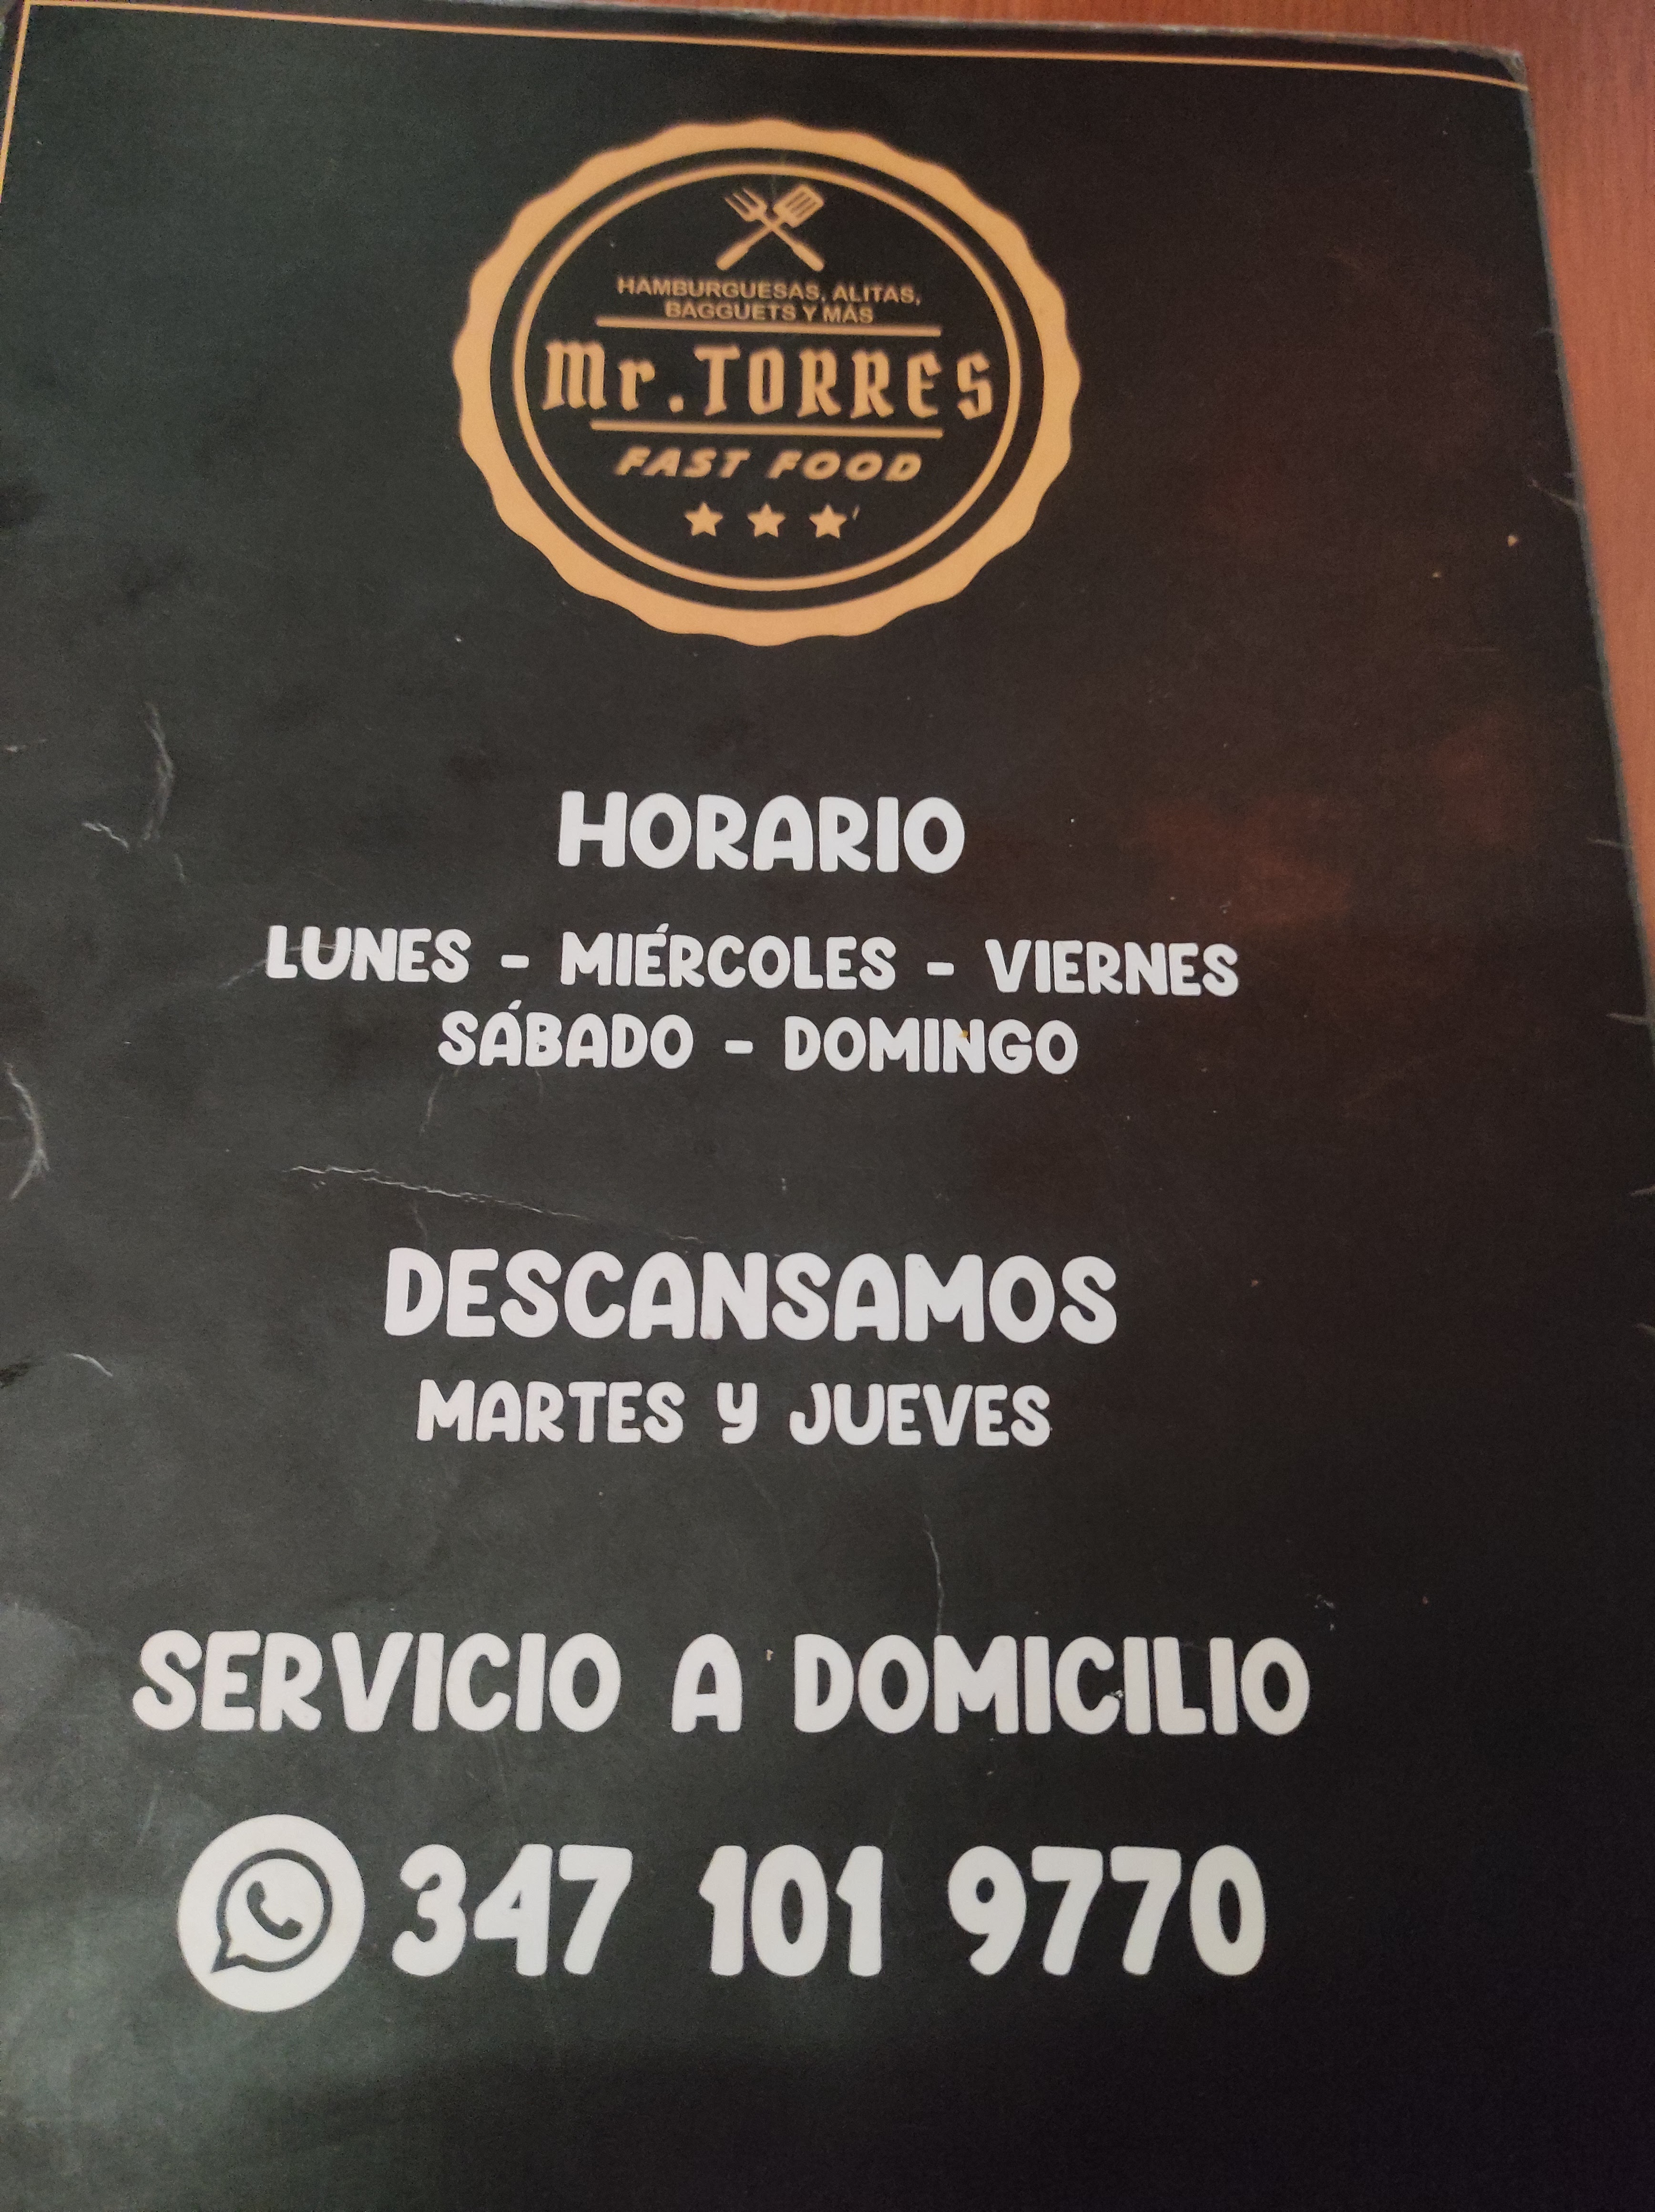 HAMBURGUESAS, ALITAS,
BAGGUETS Y MÁS
Mr.TORRES
FAST FOOD
HORARIO
LUNES - MIÉRCOLES - VIERNES
SÁBADO - DOMINGO
DESCANSAMOS
MARTES Y JUEVES
SERVICIO A DOMICILIO
347 101 9770